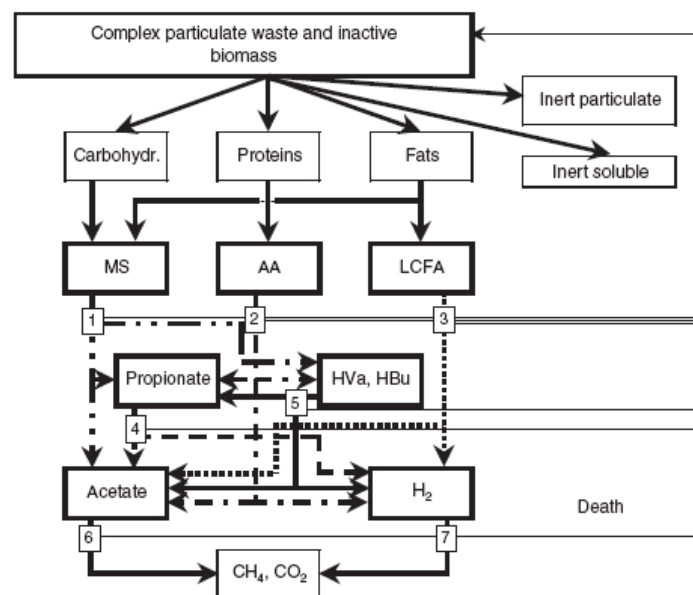 Complex particulate waste and inactive
biomass
Inert particulate
Carbohydr.
Proteins
Fats
Inert soluble
MS
AA
LCFA
1
2
3
Propionate
HVa, HBu
5
4
Acetate
H₂
Death
6
7
CH₄, CO₂